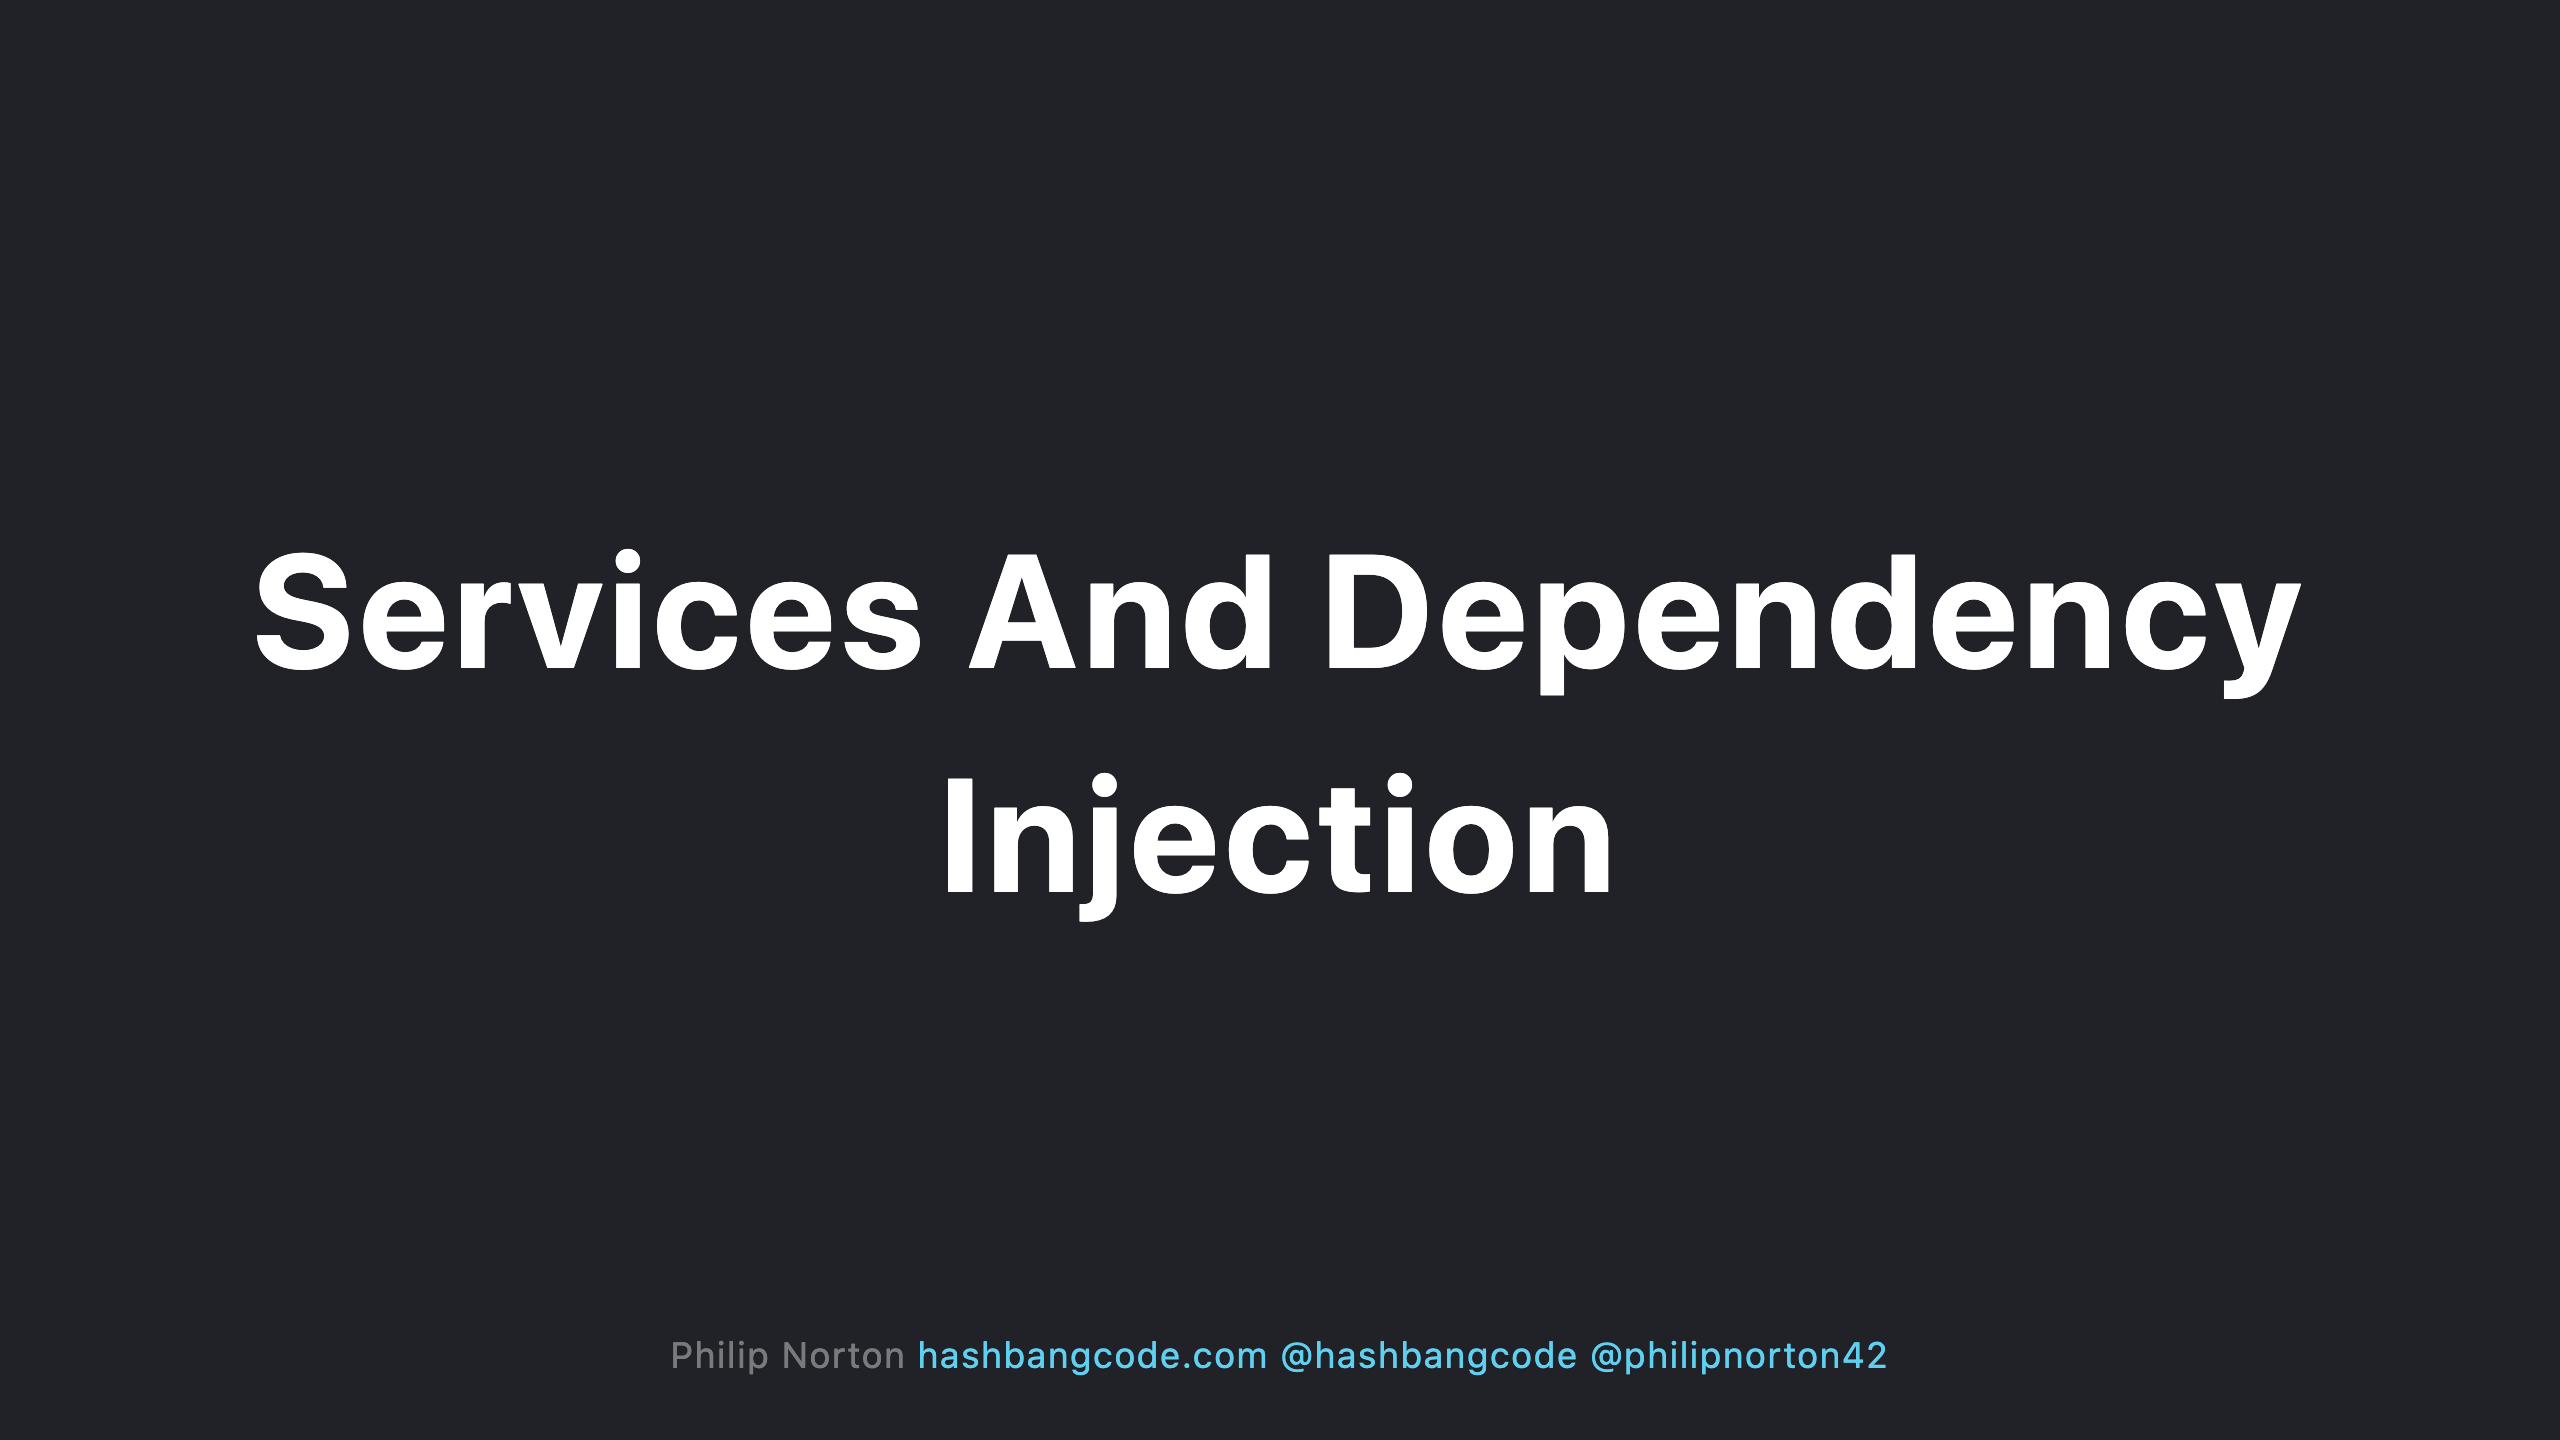 Services And Dependency
Injection
Philip Norton hashbangcode.com @hashbangcode @philipnorton42